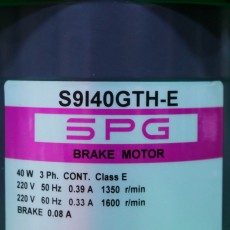 S9I40GTH-E
SPG
BRAKE MOTOR
40 W 3 Ph. CONT. Class E
220 V 50 Hz 0.39 A 1350 r/min
220 V 60 Hz 0.33 A 1600 r/min
BRAKE 0.08 A